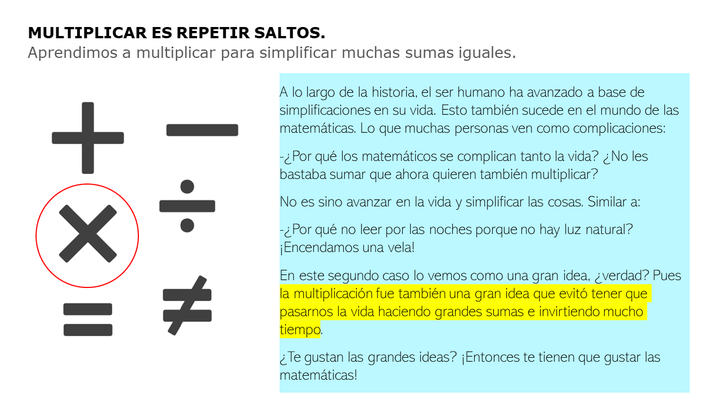 MULTIPLICAR ES REPETIR SALTOS.
Aprendimos a multiplicar para simplificar muchas sumas iguales.
A lo largo de la historia, el ser humano ha avanzado a base de
simplificaciones en su vida. Esto también sucede en el mundo de las
matemáticas. Lo que muchas personas ven como complicaciones:
-¿Por qué los matemáticos se complican tanto la vida? ¿No les
bastaba sumar que ahora quieren también multiplicar?
No es sino avanzar en la vida y simplificar las cosas. Similar a:
-¿Por qué no leer por las noches porque no hay luz natural?
¡Encendamos una vela!
En este segundo caso lo vemos como una gran idea, ¿verdad? Pues
la multiplicación fue también una gran idea que evitó tener que
pasarnos la vida haciendo grandes sumas e invirtiendo mucho
tiempo.
¿Te gustan las grandes ideas? ¡Entonces te tienen que gustar las
matemáticas!
+ −
÷
×
= ≠